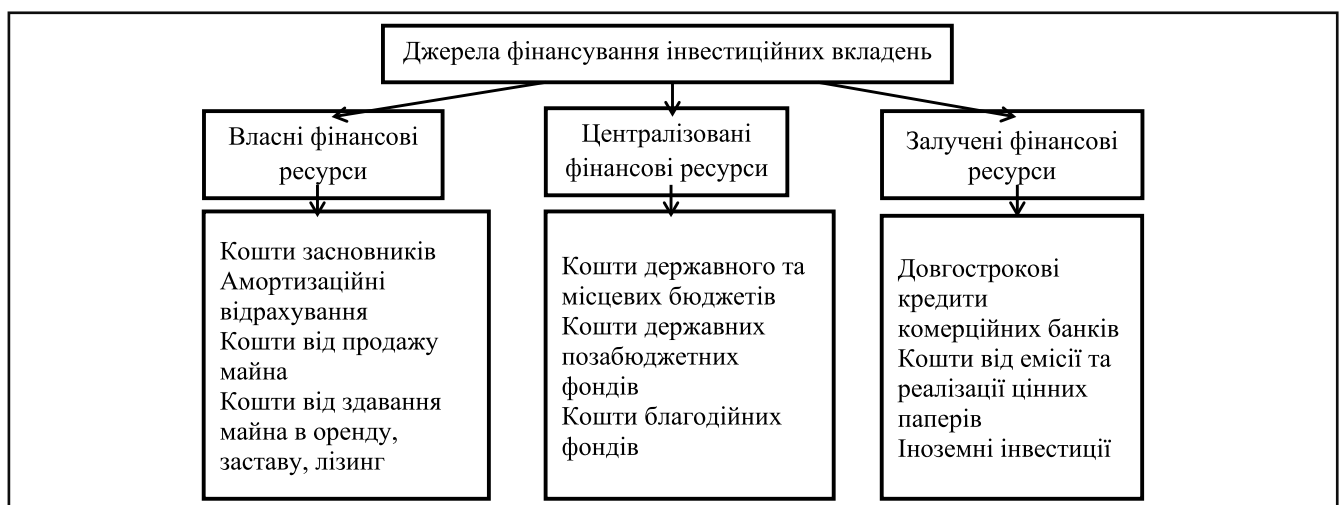 Джерела фінансування інвестиційних вкладень
Власні фінансові
ресурси
Централізовані
фінансові ресурси
Залучені фінансові
ресурси
Кошти засновників
Амортизаційні
відрахування
Кошти від продажу
майна
Кошти від здавання
майна в оренду,
заставу, лізинг
Кошти державного та
місцевих бюджетів
Кошти державних
позабюджетних
фондів
Кошти благодійних
фондів
Довгострокові
кредити
комерційних банків
Кошти від емісії та
реалізації цінних
паперів
Іноземні інвестиції